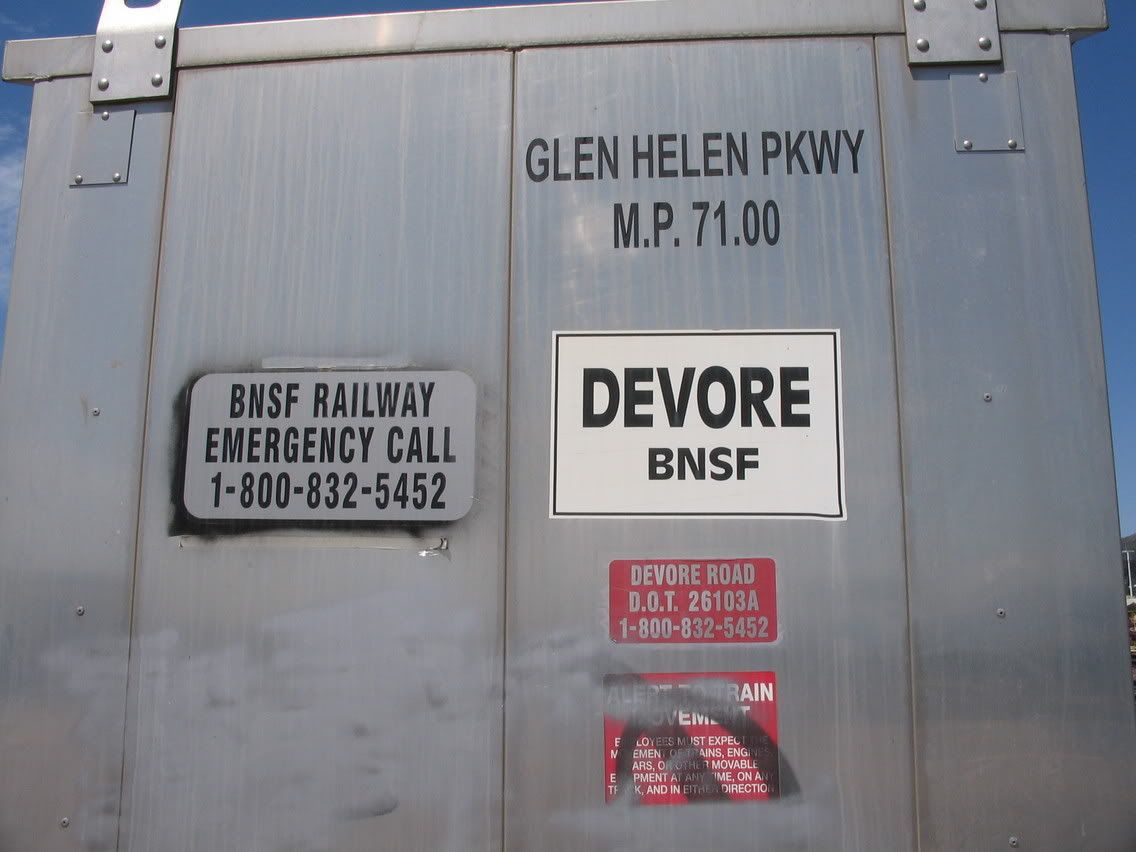 GLEN HELEN PKWY
M.P. 71.00
BNSF RAILWAY
EMERGENCY CALL
1-800-832-5452
DEVORE
BNSF
DEVORE ROAD
D.O.T. 26103A
1-800-832-5452
ALERT TO TRAIN
MOVEMENT
EMPLOYEES MUST EXPECT THE
MOVEMENT OF TRAINS, ENGINES,
CARS, OR OTHER MOVABLE
EQUIPMENT AT ANY TIME, ON ANY
TRACK, AND IN EITHER DIRECTION